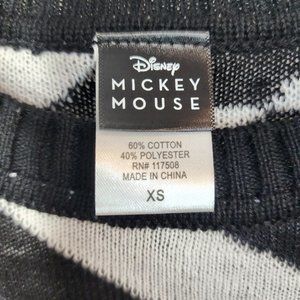 Disney
MICKEY
MOUSE
60% COTTON
40% POLYESTER
RN# 117508
MADE IN CHINA
XS